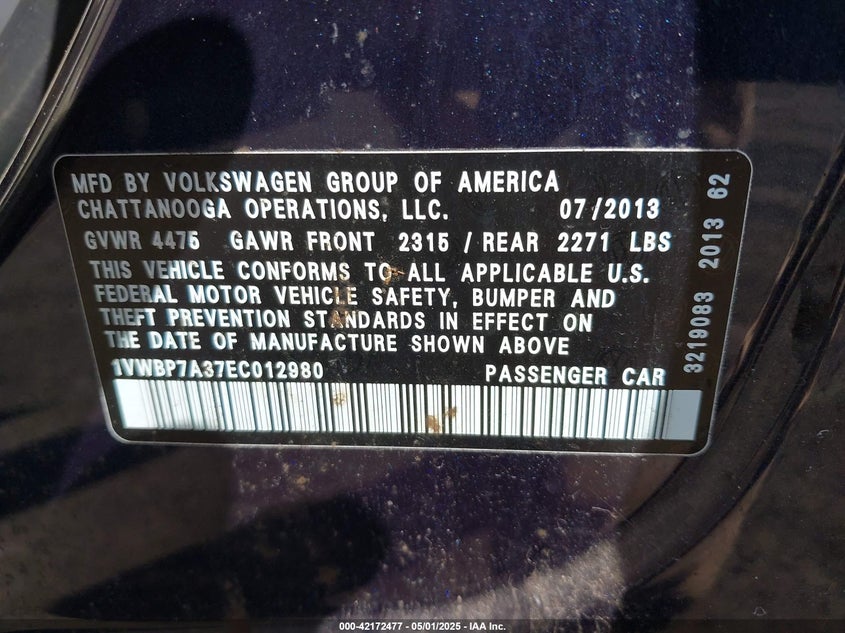 MFD BY VOLKSWAGEN GROUP OF AMERICA
CHATTANOOGA OPERATIONS, LLC. 07/2013
GVWR 4475 GAWR FRONT 2315 / REAR 2271 LBS
THIS VEHICLE CONFORMS TO ALL APPLICABLE U.S.
FEDERAL MOTOR VEHICLE SAFETY, BUMPER AND
THEFT PREVENTION STANDARDS IN EFFECT ON
THE DATE OF MANUFACTURE SHOWN ABOVE
1VWBP7A37EC012980 PASSENGER CAR
3219083 2013 62
000-42172477 - 05/01/2025 - IAA Inc.